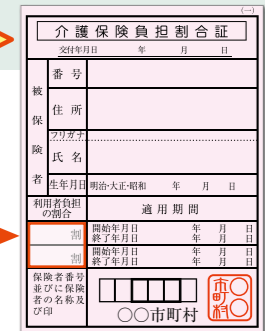 (一)
介護保険負担割合証
交付年月日　年　月　日
被保険者
番号
住所
フリガナ
氏名
生年月日 明治・大正・昭和　年　月　日
利用者負担の割合
適用期間
割
開始年月日　年　月　日
終了年月日　年　月　日
割
開始年月日　年　月　日
終了年月日　年　月　日
保険者番号
並びに保険
者の名称及
び印
〇〇市町村
市町村〇〇